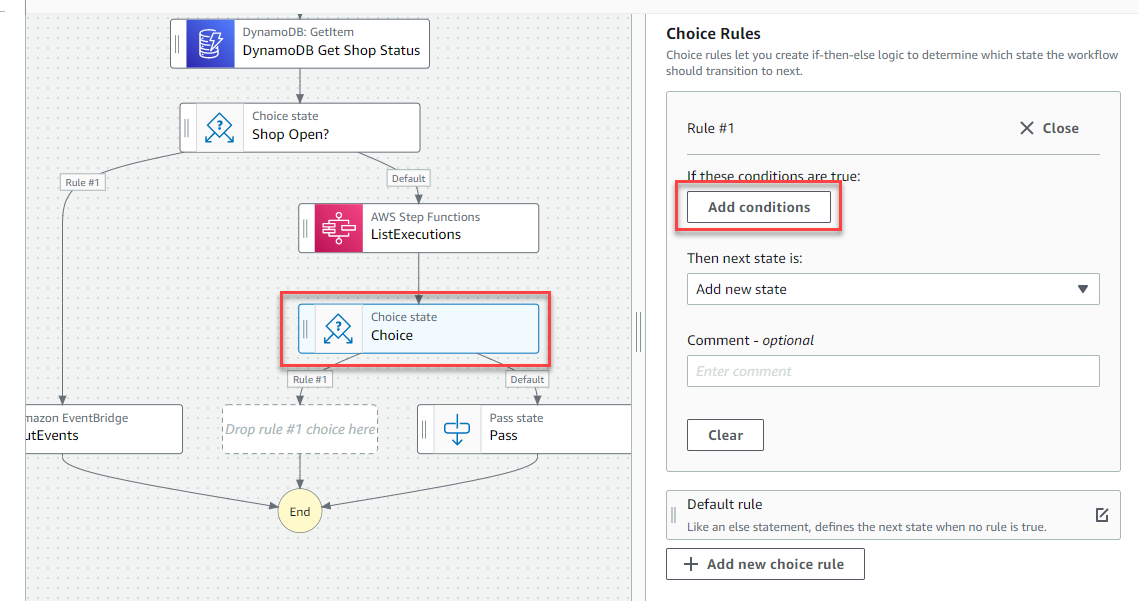 DynamoDB: GetItem
DynamoDB Get Shop Status
Choice state
Shop Open?
Rule #1
Default
AWS Step Functions
ListExecutions
Choice state
Choice
Rule #1
Default
mazon EventBridge
utEvents
Drop rule #1 choice here
Pass state
Pass
End
Choice Rules
Choice rules let you create if-then-else logic to determine which state the workflow
should transition to next.
Rule #1
Close
If these conditions are true:
Add conditions
Then next state is:
Add new state
Comment - optional
Enter comment
Clear
Default rule
Like an else statement, defines the next state when no rule is true.
Add new choice rule